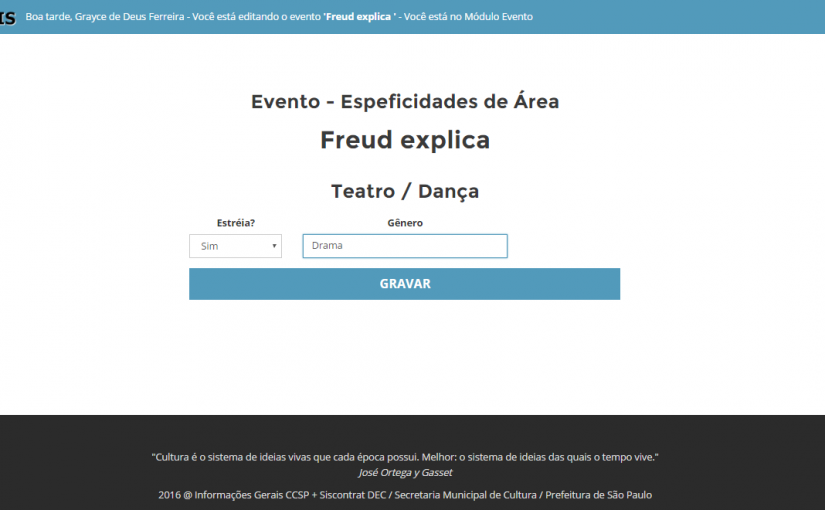 IS Boa tarde, Grayce de Deus Ferreira - Você está editando o evento 'Freud explica ' - Você está no Módulo Evento
Evento - Espeficidades de Área
Freud explica
Teatro / Dança
Estréia? Gênero
Sim Drama
GRAVAR
"Cultura é o sistema de ideias vivas que cada época possui. Melhor: o sistema de ideias das quais o tempo vive."
José Ortega y Gasset
2016 @ Informações Gerais CCSP + Siscontrat DEC / Secretaria Municipal de Cultura / Prefeitura de São Paulo